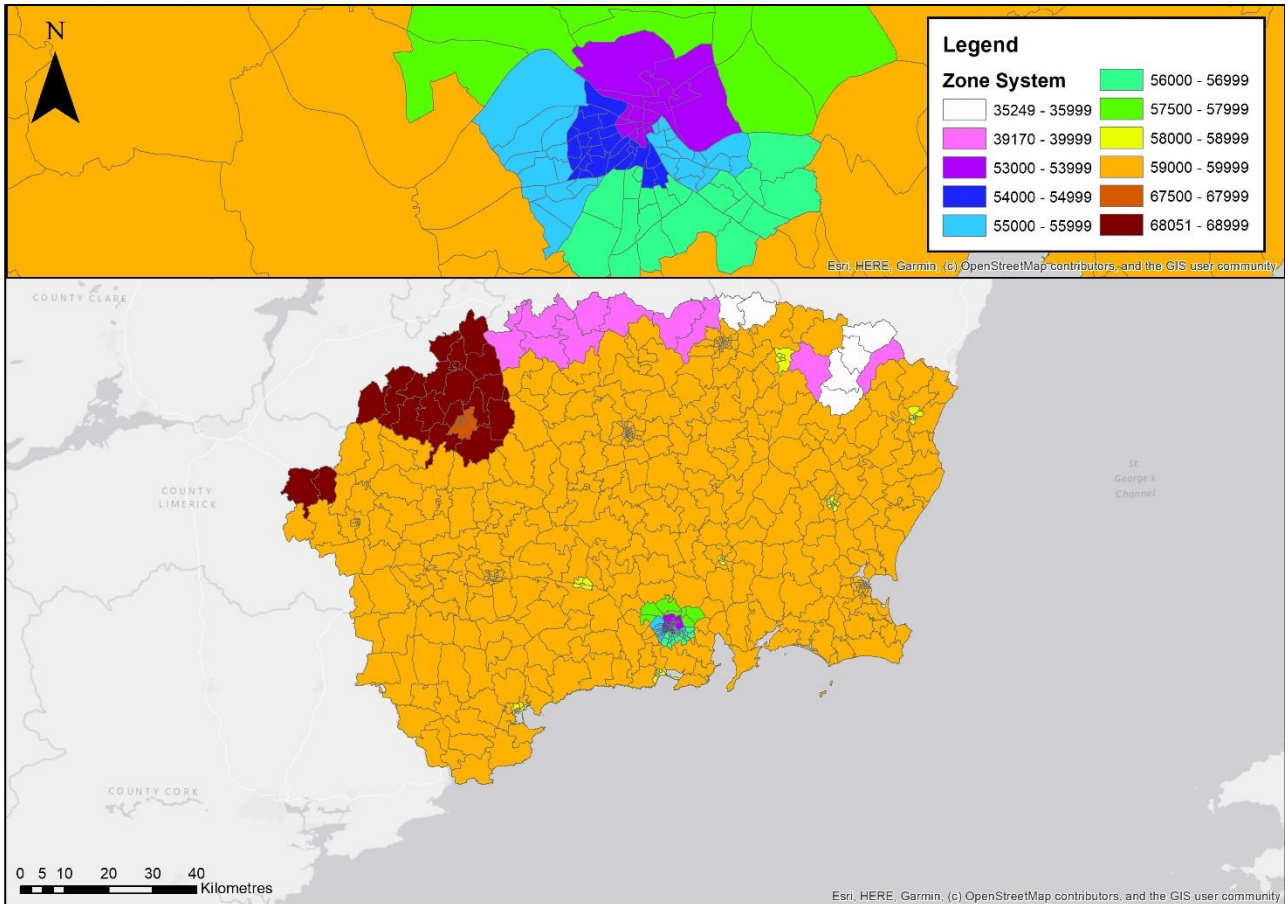 N
Legend
Zone System
35249 - 35999
39170 - 39999
53000 - 53999
54000 - 54999
55000 - 55999
56000 - 56999
57500 - 57999
58000 - 58999
59000 - 59999
67500 - 67999
68051 - 68999
Esri, HERE, Garmin, (c) OpenStreetMap contributors, and the GIS user community
COUNTY CLARE
COUNTY
LIMERICK
St
George's
Channel
COUNTY CORK
0 5 10 20 30 40
Kilometres
Esri, HERE, Garmin, (c) OpenStreetMap contributors, and the GIS user community